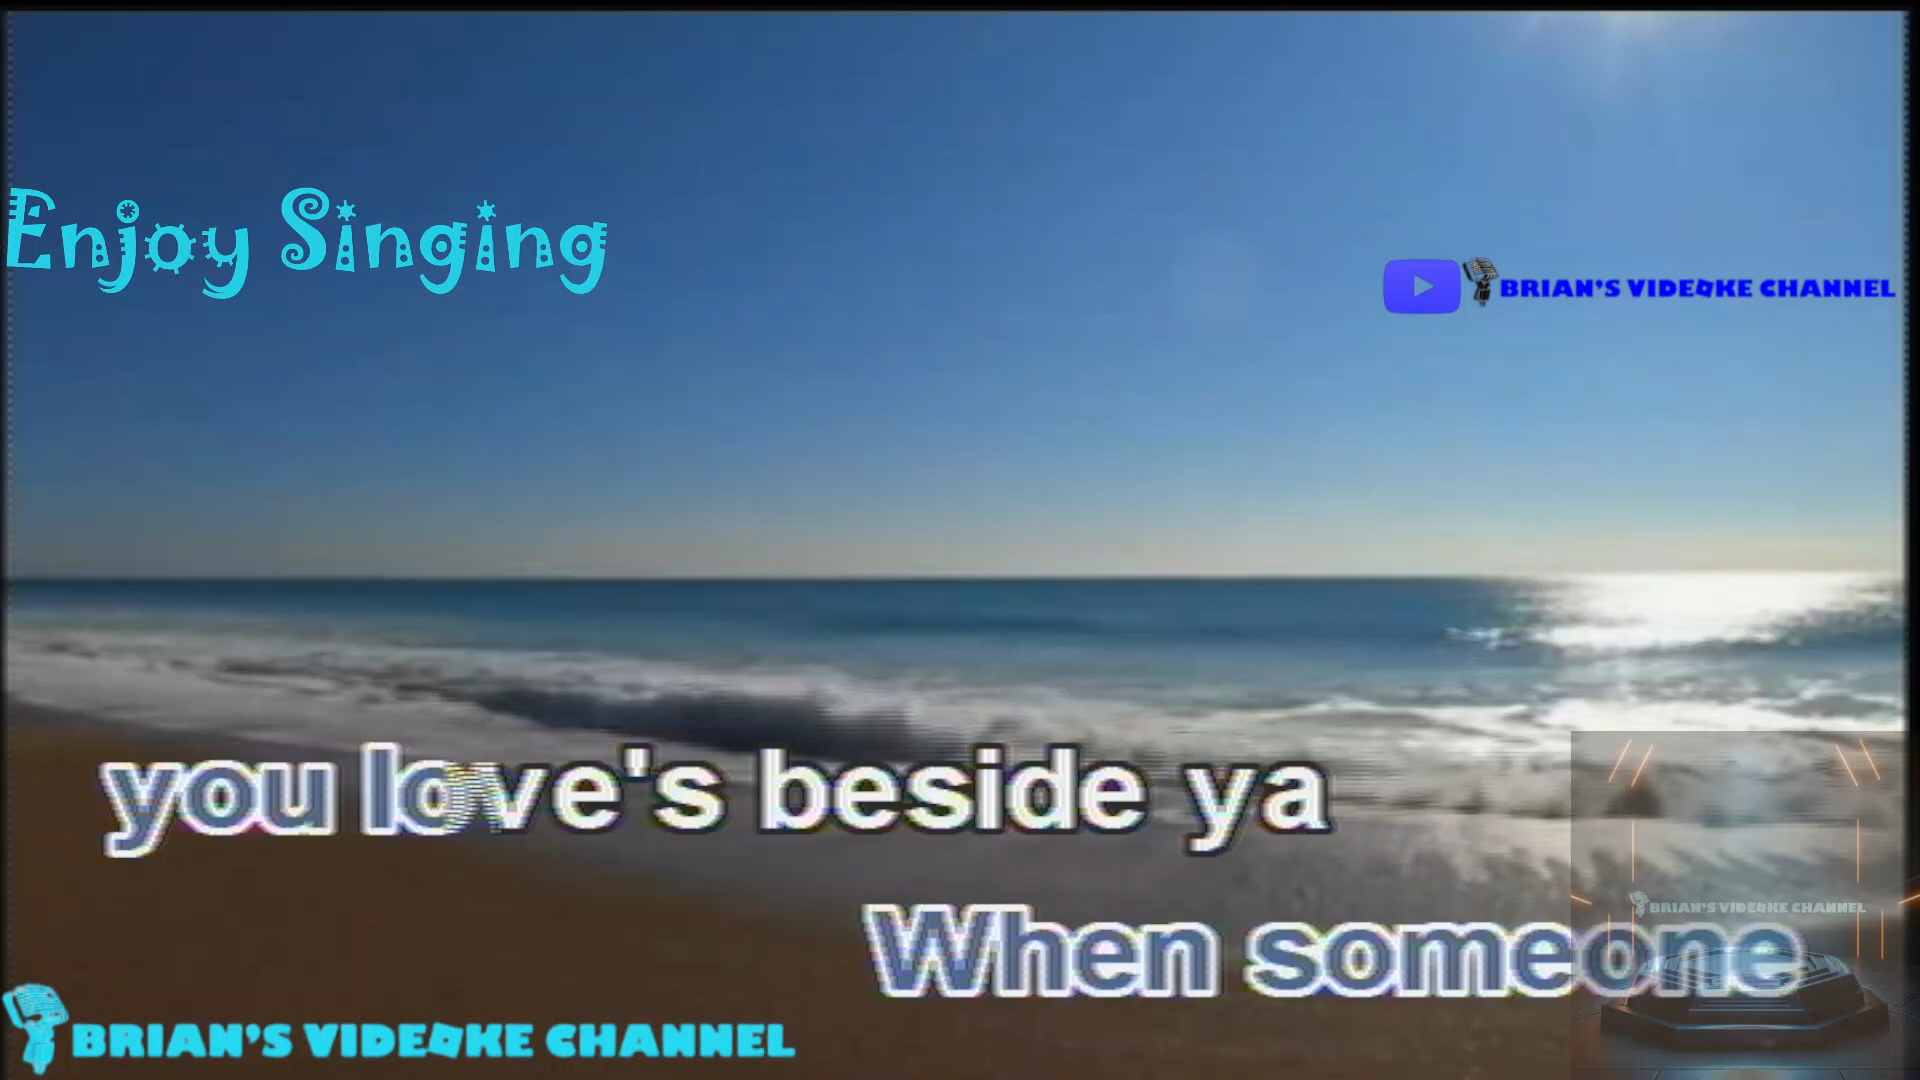 Enjoy Singing
BRIAN'S VIDEOKE CHANNEL
you love's beside ya
When someone
BRIAN'S VIDEOKE CHANNEL
BRIAN'S VIDEOKE CHANNEL